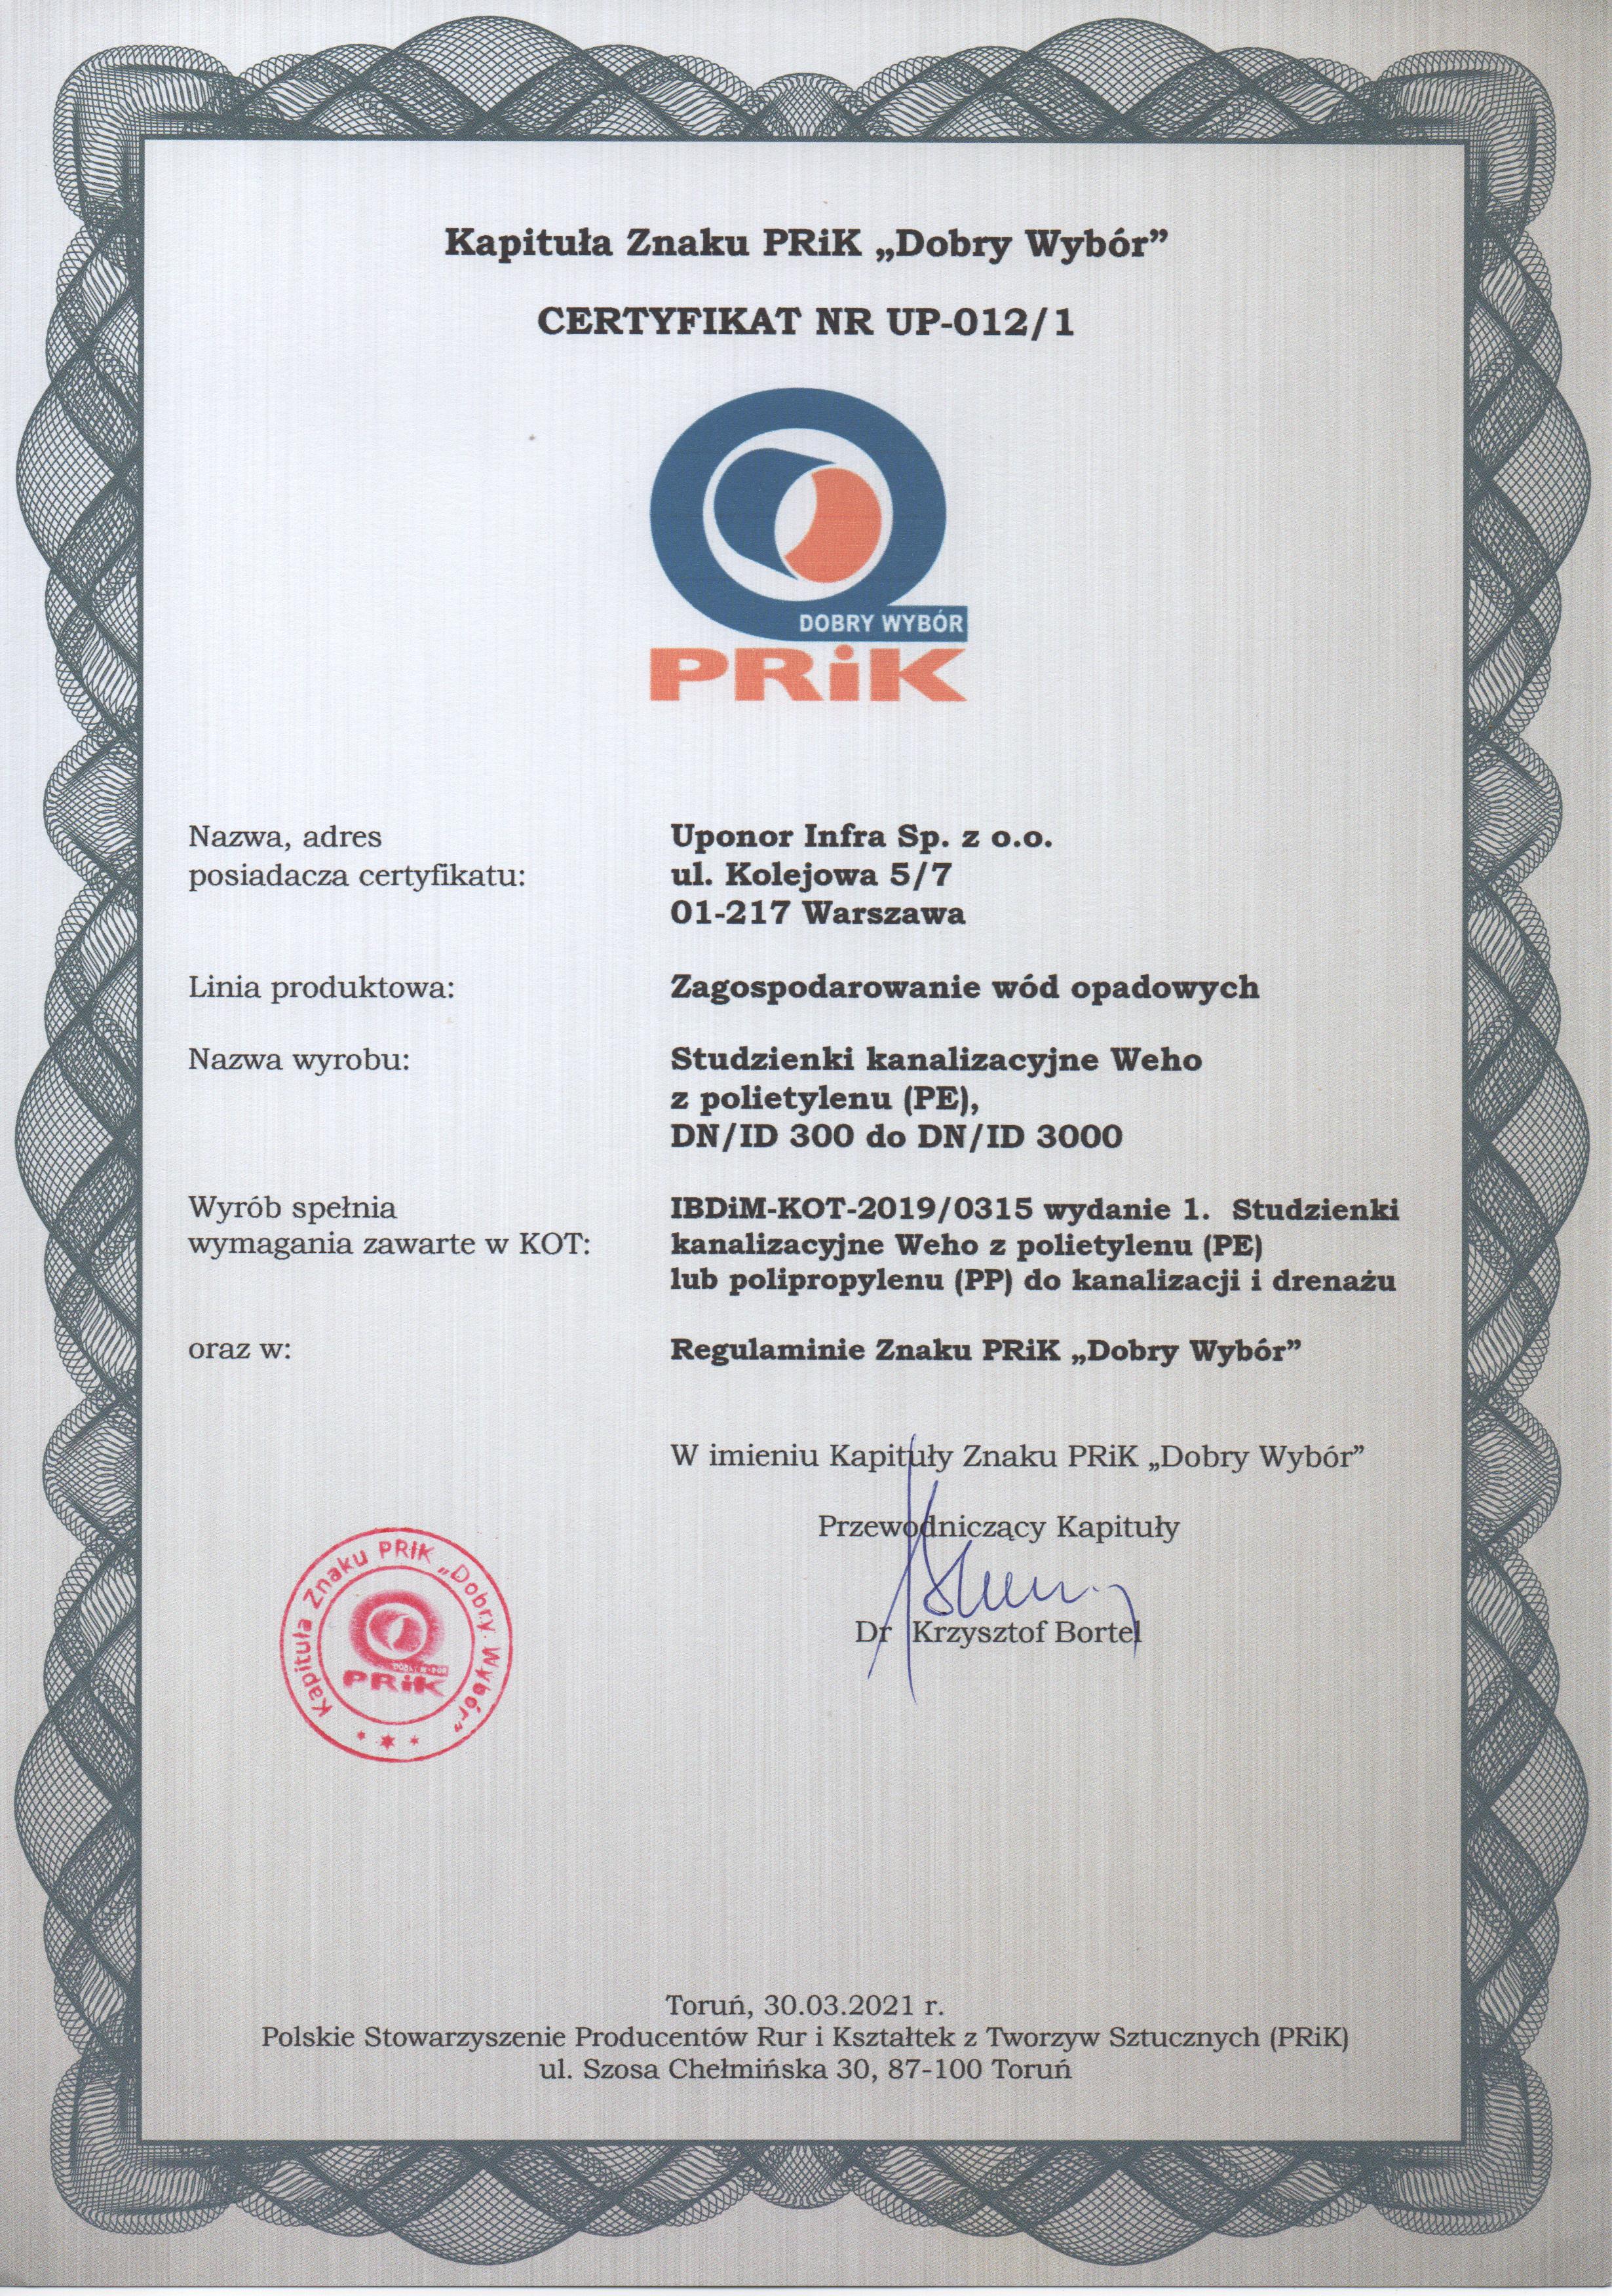 Kapituła Znaku PRiK „Dobry Wybór”
CERTYFIKAT NR UP-012/1
DOBRY WYBÓR
PRiK
Nazwa, adres
posiadacza certyfikatu:
Uponor Infra Sp. z o.o.
ul. Kolejowa 5/7
01-217 Warszawa
Linia produktowa:
Zagospodarowanie wód opadowych
Nazwa wyrobu:
Studzienki kanalizacyjne Weho
z polietylenu (PE),
DN/ID 300 do DN/ID 3000
Wyrób spełnia
wymagania zawarte w KOT:
IBDiM-KOT-2019/0315 wydanie 1. Studzienki
kanalizacyjne Weho z polietylenu (PE)
lub polipropylenu (PP) do kanalizacji i drenażu
oraz w:
Regulaminie Znaku PRiK „Dobry Wybór”
W imieniu Kapituły Znaku PRiK „Dobry Wybór”
Przewodniczący Kapituły
Dr Krzysztof Bortel
Kapituła Znaku PRiK „Dobry Wybór”
DOBRY WYBÓR
PRiK
Toruń, 30.03.2021 r.
Polskie Stowarzyszenie Producentów Rur i Kształtek z Tworzyw Sztucznych (PRiK)
ul. Szosa Chełmińska 30, 87-100 Toruń